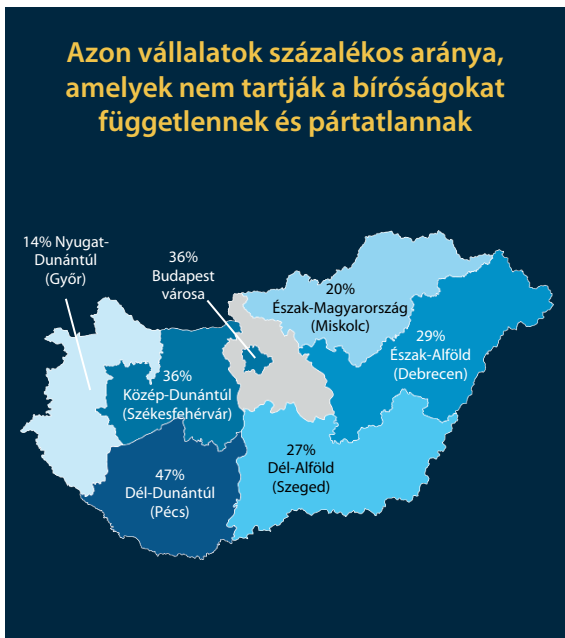 Azon vállalatok százalékos aránya,
amelyek nem tartják a bíróságokat
függetlennek és pártatlannak
14% Nyugat-
Dunántúl
(Győr)
36%
Budapest
városa
20%
Észak-Magyarország
(Miskolc)
29%
Észak-Alföld
(Debrecen)
36%
Közép-Dunántúl
(Székesfehérvár)
27%
Dél-Alföld
(Szeged)
47%
Dél-Dunántúl
(Pécs)